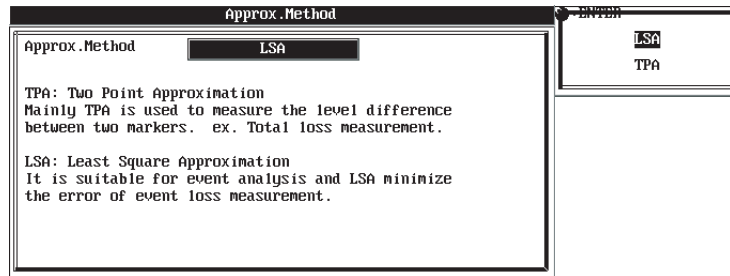 Approx.Method
ENTER
Approx.Method LSA
LSA
TPA
TPA: Two Point Approximation
Mainly TPA is used to measure the level difference
between two markers. ex. Total loss measurement.
LSA: Least Square Approximation
It is suitable for event analysis and LSA minimize
the error of event loss measurement.